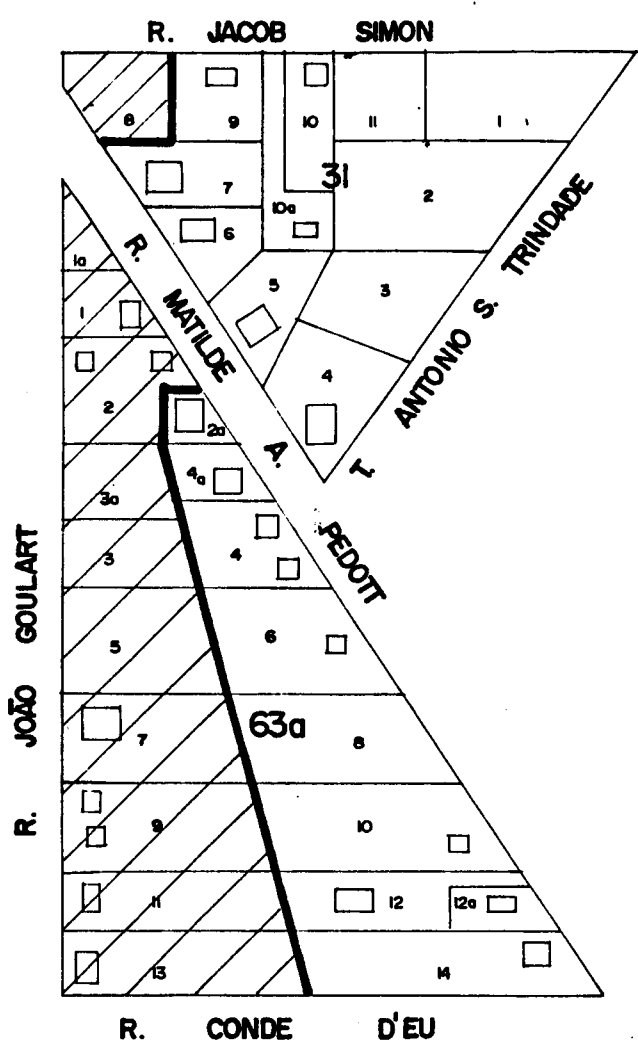 R. JACOB SIMON
8 9 10 11 1
31
7 10a 2
6
R. MATILDE A. PEDOTT
T. ANTONIO S. TRINDADE
1a
5 3
1
4
2 2a
4a
3a
3 4
R. JOÃO GOULART
5 6
63a
7 8
9 10
11 12 12a
13 14
R. CONDE D'EU